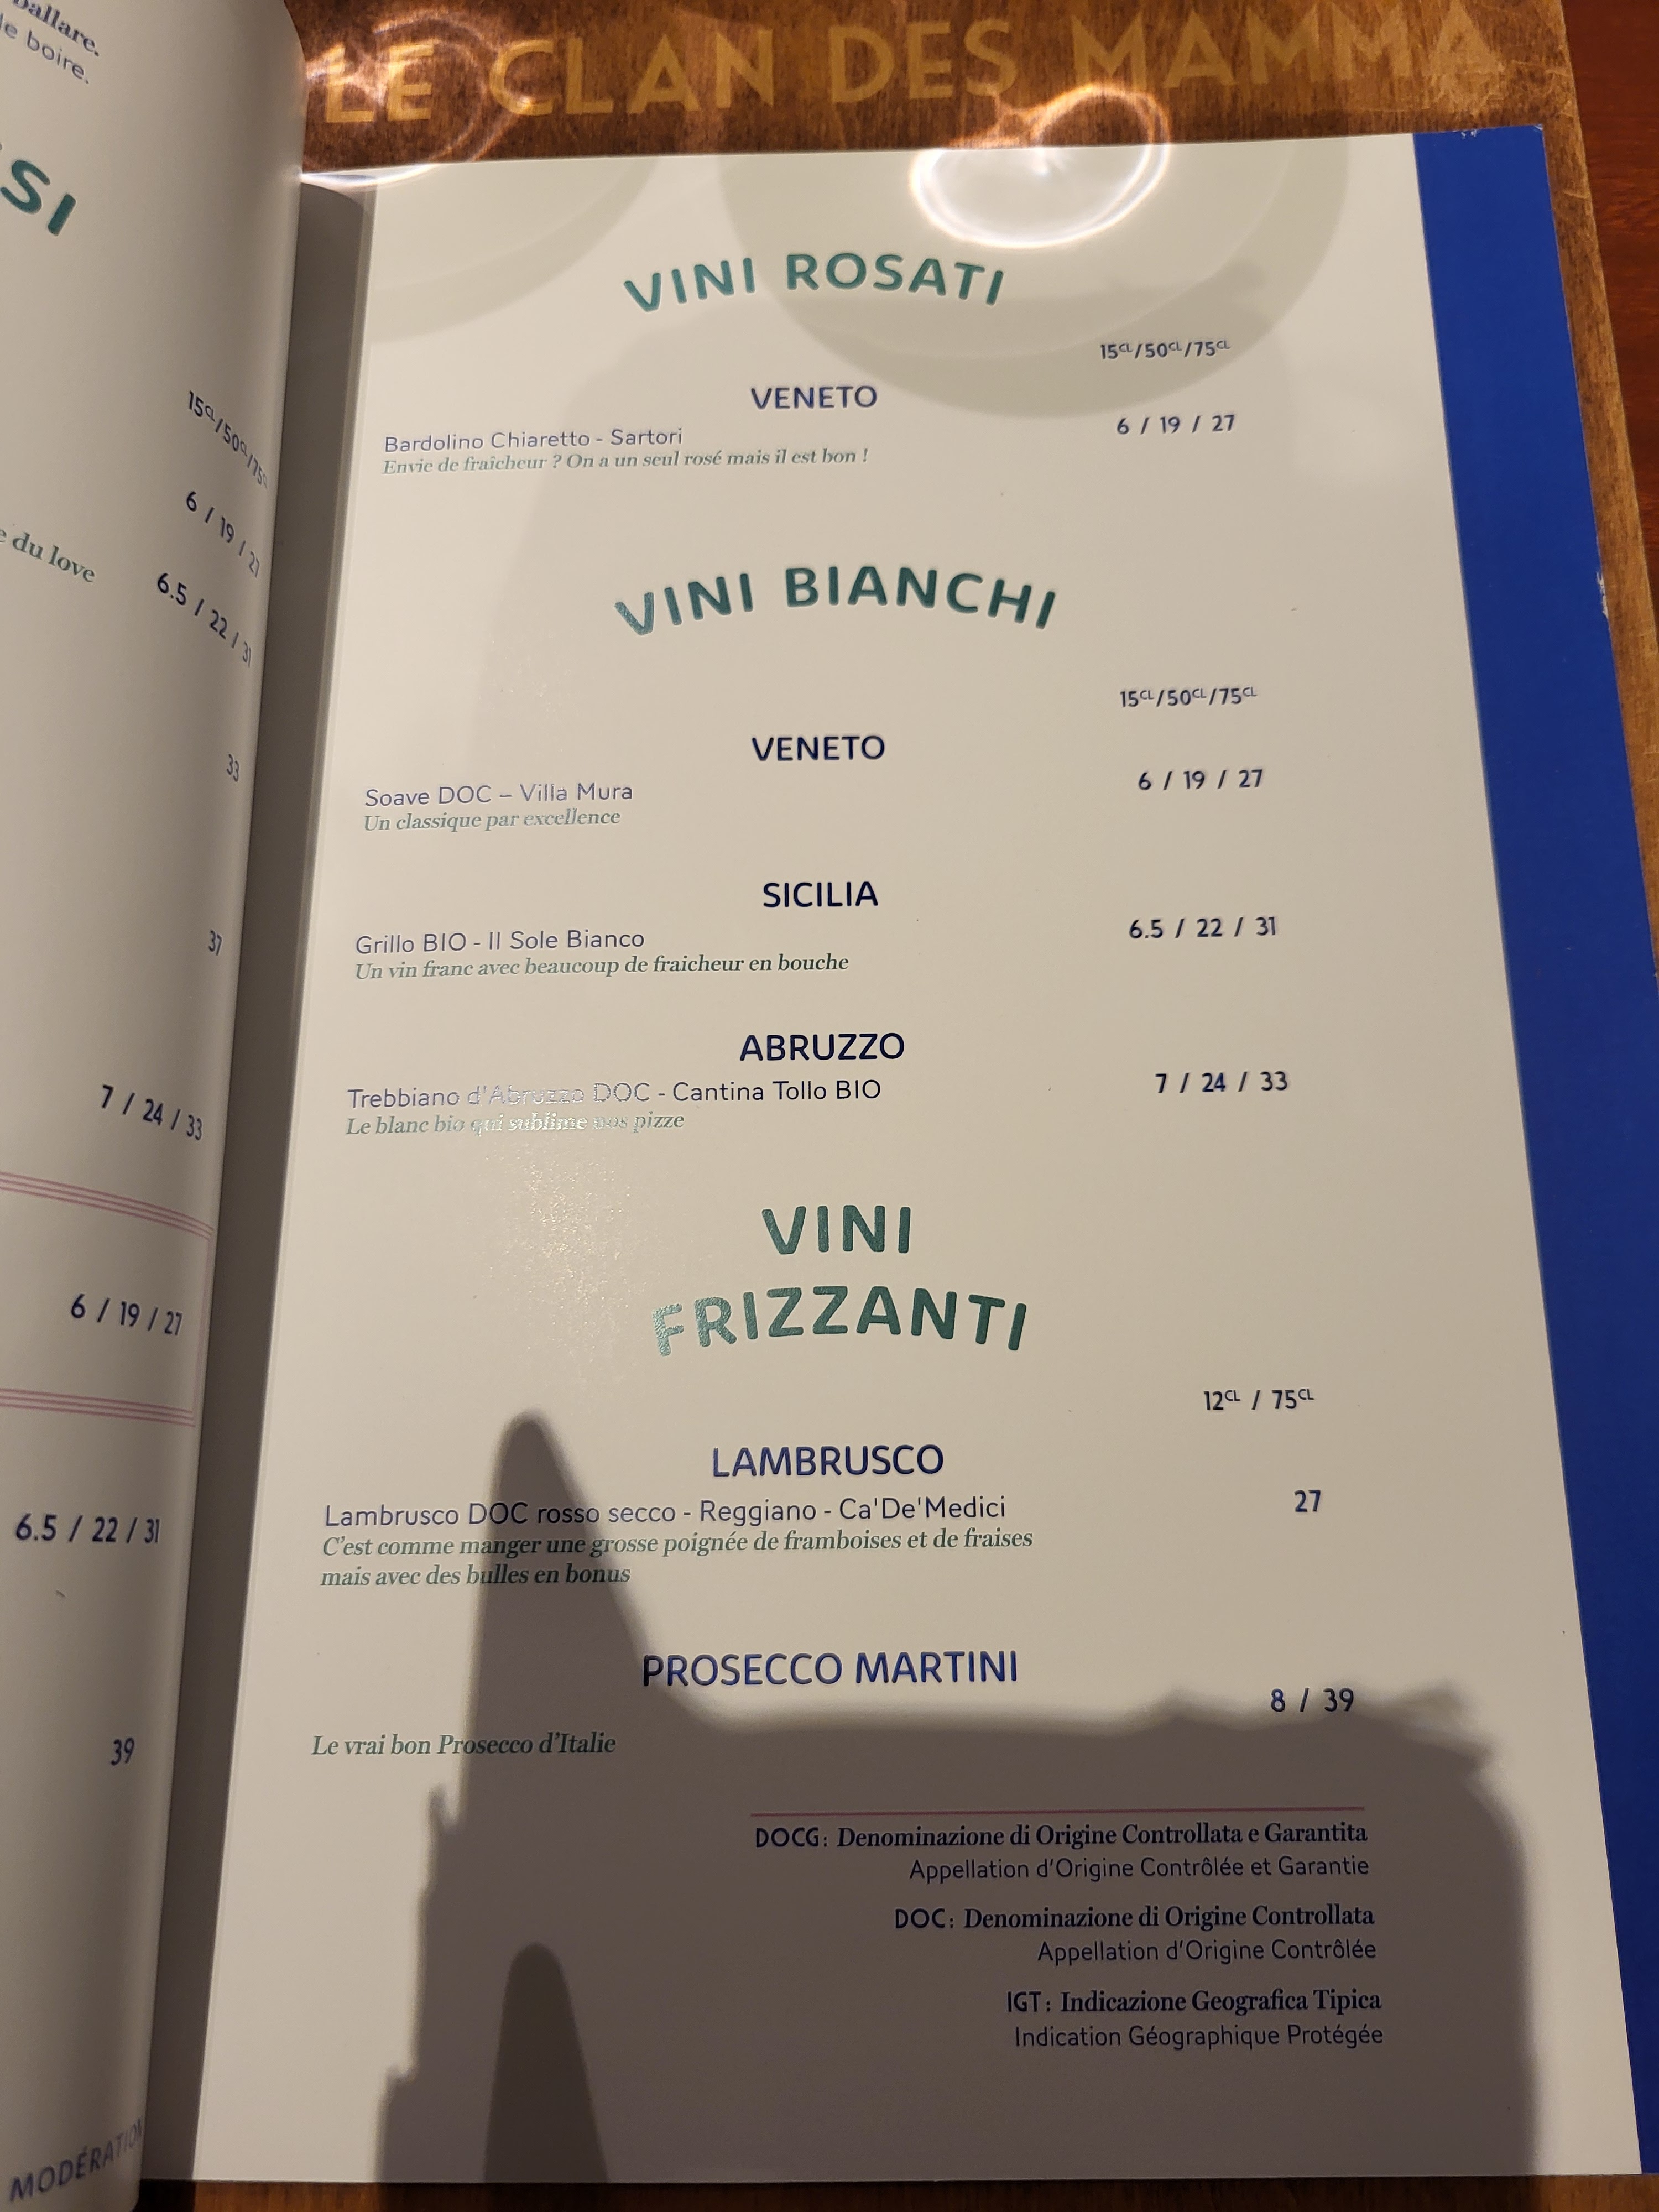 LE CLAN DES MAMMA
ballare.
le boire.
SI
15CL/50CL/75CL
6 / 19 / 27
e du love
6.5 / 22 / 31
33
37
7 / 24 / 33
6 / 19 / 27
6.5 / 22 / 31
39
MODÉRATION
VINI ROSATI
15CL/50CL/75CL
VENETO
6 / 19 / 27
Bardolino Chiaretto - Sartori
Envie de fraîcheur ? On a un seul rosé mais il est bon !
VINI BIANCHI
15CL/50CL/75CL
VENETO
6 / 19 / 27
Soave DOC – Villa Mura
Un classique par excellence
SICILIA
6.5 / 22 / 31
Grillo BIO - Il Sole Bianco
Un vin franc avec beaucoup de fraicheur en bouche
ABRUZZO
7 / 24 / 33
Trebbiano d'Abruzzo DOC - Cantina Tollo BIO
Le blanc bio qui sublime nos pizze
VINI
FRIZZANTI
12CL / 75CL
LAMBRUSCO
27
Lambrusco DOC rosso secco - Reggiano - Ca'De'Medici
C'est comme manger une grosse poignée de framboises et de fraises
mais avec des bulles en bonus
PROSECCO MARTINI
8 / 39
Le vrai bon Prosecco d'Italie
DOCG : Denominazione di Origine Controllata e Garantita
Appellation d'Origine Contrôlée et Garantie
DOC : Denominazione di Origine Controllata
Appellation d'Origine Contrôlée
IGT : Indicazione Geografica Tipica
Indication Géographique Protégée